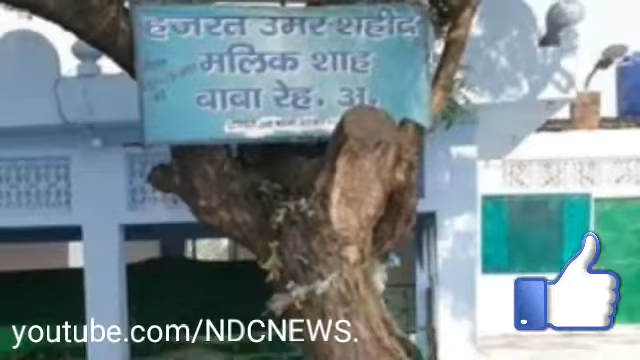 हजरत उमर शहीद
मलिक शाह
बाबा रेह. अ.
youtube.com/NDCNEWS.